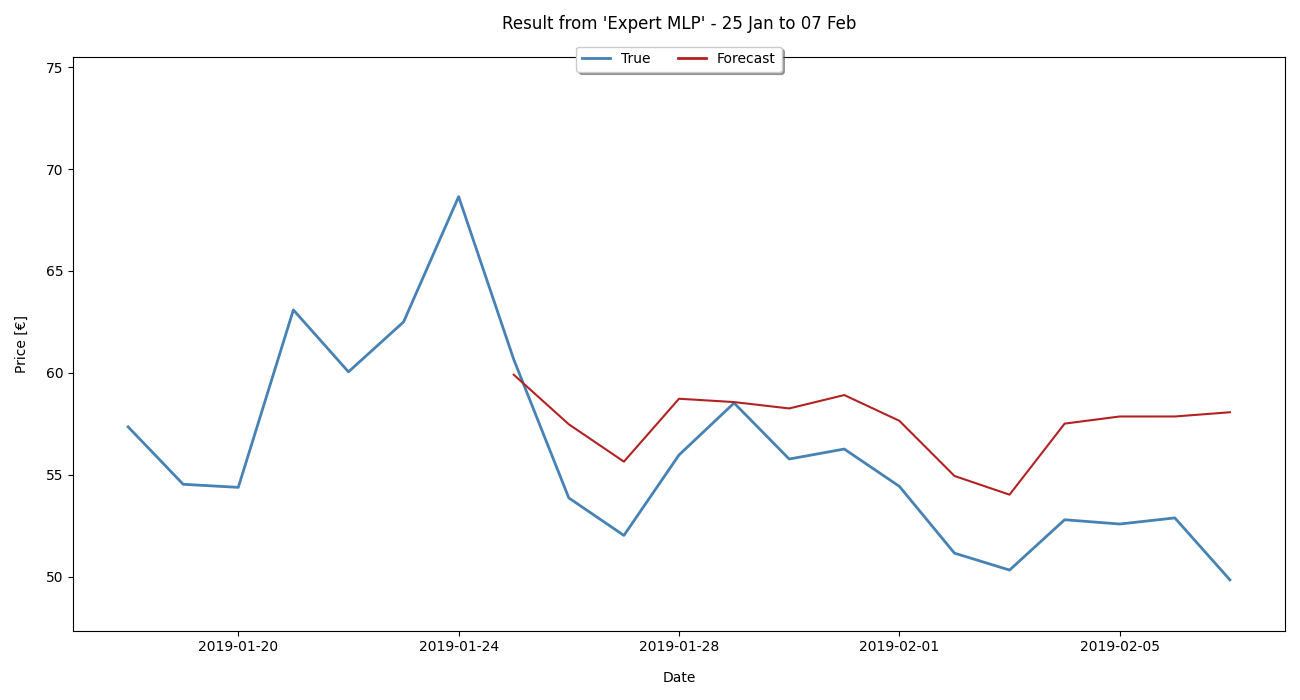 Result from 'Expert MLP' - 25 Jan to 07 Feb
True
Forecast
75
70
65
60
55
50
Price [€]
2019-01-20
2019-01-24
2019-01-28
2019-02-01
2019-02-05
Date